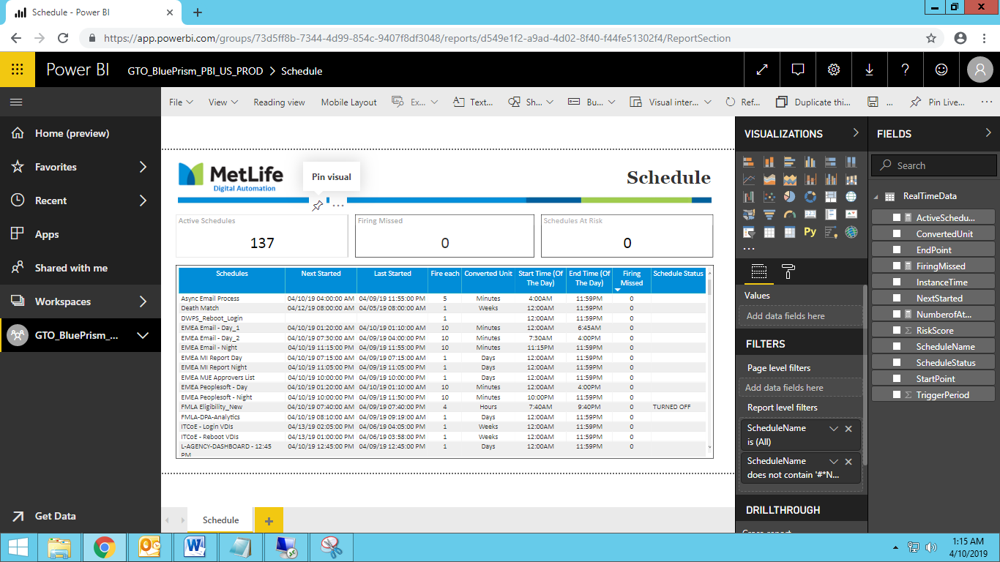 Schedule - Power BI
https://app.powerbi.com/groups/73d5ff8b-7344-4d99-854c-9407f8df3048/reports/d549e1f2-a9ad-4d02-8f40-f44fe51302f4/ReportSection
Power BI GTO_BluePrism_PBI_US_PROD > Schedule
File View Reading view Mobile Layout Ex... Text... Sh... Bu... Visual inter... Ref... Duplicate thi... ... Pin Live... ...
Home (preview)
Favorites
Recent
Apps
Shared with me
Workspaces
GTO_BluePrism_...
Get Data
MetLife
Digital Automation
Pin visual
Schedule
Active Schedules Firing Missed Schedules At Risk
137 0 0
Schedules Next Started Last Started Fire each Converted Unit Start Time (Of The Day) End Time (Of The Day) Firing Missed Schedule Status
Async Email Process 04/10/19 04:00:00 AM 04/09/19 11:55:00 PM 5 Minutes 4:00AM 11:59PM 0
Death Match 04/12/19 08:00:00 AM 04/05/19 08:00:00 AM 1 Weeks 12:00AM 11:59PM 0
DWPS_Reboot_Login 1 12:00AM 11:59PM 0
EMEA Email - Day_1 04/10/19 01:20:00 AM 04/10/19 01:10:00 AM 10 Minutes 12:00AM 6:45AM 0
EMEA Email - Day_2 04/10/19 07:30:00 AM 04/09/19 04:00:00 PM 10 Minutes 7:30AM 4:00PM 0
EMEA Email - Night 04/10/19 11:15:00 PM 04/09/19 11:55:00 PM 10 Minutes 11:15PM 11:59PM 0
EMEA MI Report Day 04/10/19 07:15:00 AM 04/09/19 07:15:00 AM 1 Days 12:00AM 11:59PM 0
EMEA MI Report Night 04/10/19 11:05:00 PM 04/09/19 11:05:00 PM 1 Days 12:00AM 11:59PM 0
EMEA MJE Approvers List 04/10/19 10:00:00 PM 04/09/19 10:00:00 PM 1 Days 12:00AM 11:59PM 0
EMEA Peoplesoft - Day 04/10/19 01:20:00 AM 04/10/19 01:10:00 AM 10 Minutes 12:00AM 4:00PM 0
EMEA Peoplesoft - Night 04/10/19 10:00:00 PM 04/09/19 11:50:00 PM 10 Minutes 10:00PM 11:59PM 0
FMLA Eligibility_New 04/10/19 07:40:00 AM 04/09/19 07:40:00 PM 4 Hours 7:40AM 9:40PM 0 TURNED OFF
FMLA-DPA-Analytics 04/10/19 08:10:00 AM 04/09/19 09:19:00 AM 1 Days 12:00AM 11:59PM 0
ITCoE - Login VDIs 04/13/19 02:05:00 PM 04/06/19 04:05:00 PM 1 Weeks 12:00AM 11:59PM 0
ITCoE - Reboot VDIs 04/13/19 01:00:00 PM 04/06/19 03:58:00 PM 1 Weeks 12:00AM 11:59PM 0
L-AGENCY-DASHBOARD - 12:45 PM 04/10/19 12:45:00 PM 04/09/19 12:45:00 PM 1 Days 12:00AM 11:59PM 0
Schedule +
VISUALIZATIONS
Py
...
Values
Add data fields here
FILTERS
Page level filters
Add data fields here
Report level filters
ScheduleName
is (All)
ScheduleName
does not contain '#*N...
DRILLTHROUGH
FIELDS
Search
RealTimeData
ActiveSchedu...
ConvertedUnit
EndPoint
FiringMissed
InstanceTime
NextStarted
NumberofAt...
RiskScore
ScheduleName
ScheduleStatus
StartPoint
TriggerPeriod
1:15 AM
4/10/2019